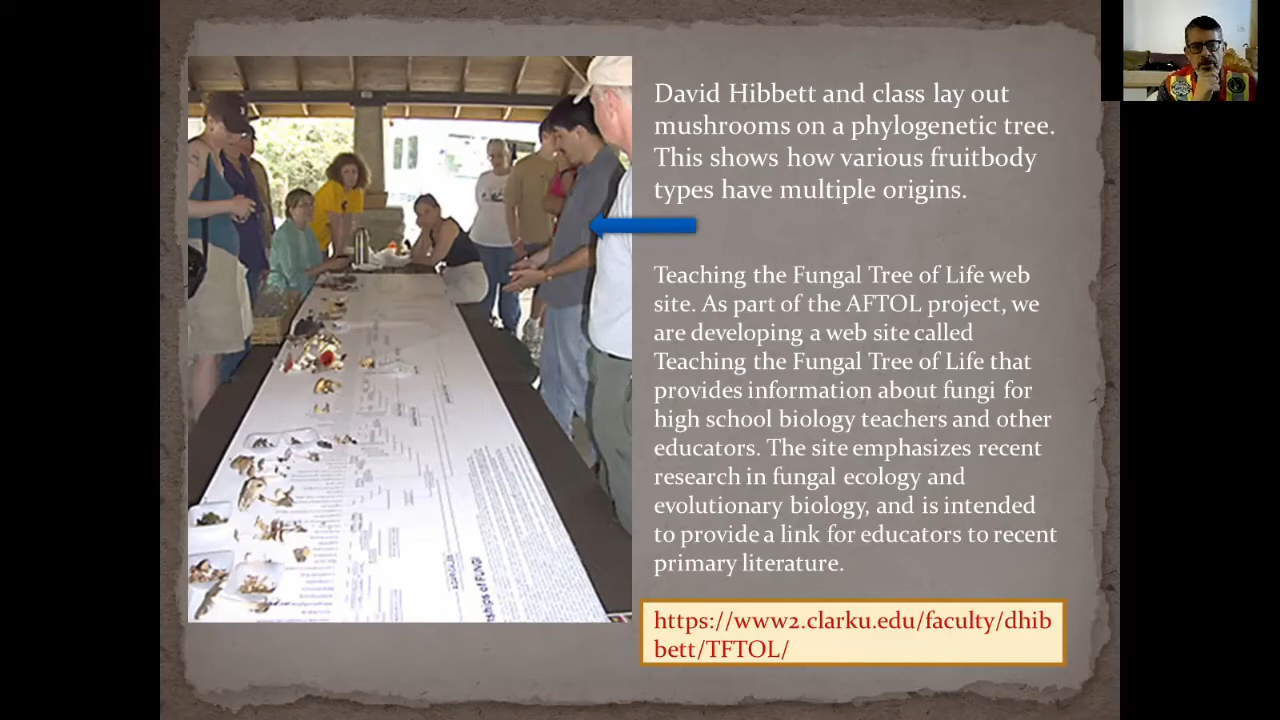 David Hibbett and class lay out
mushrooms on a phylogenetic tree.
This shows how various fruitbody
types have multiple origins.
Teaching the Fungal Tree of Life web
site. As part of the AFTOL project, we
are developing a web site called
Teaching the Fungal Tree of Life that
provides information about fungi for
high school biology teachers and other
educators. The site emphasizes recent
research in fungal ecology and
evolutionary biology, and is intended
to provide a link for educators to recent
primary literature.
https://www2.clarku.edu/faculty/dhib
bett/TFTOL/